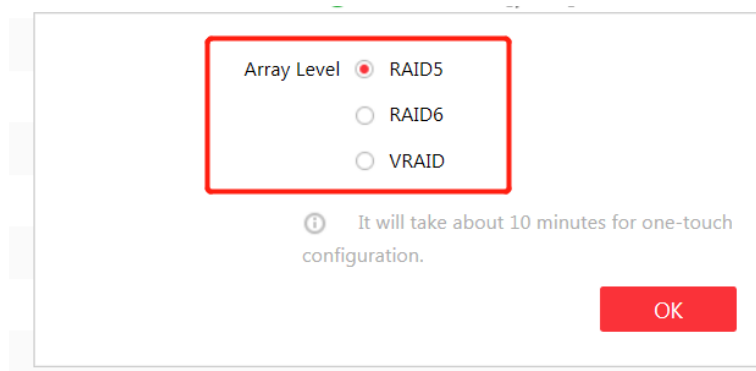 Array Level RAID5
RAID6
VRAID
It will take about 10 minutes for one-touch
configuration.
OK